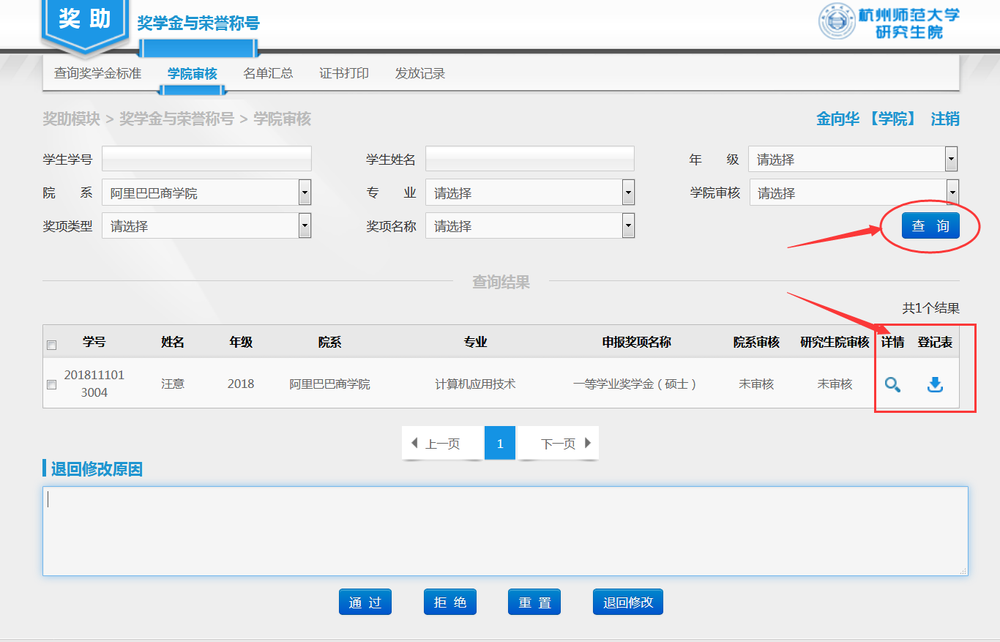 奖 助
奖学金与荣誉称号
杭州师范大学
研究生院
查询奖学金标准 学院审核 名单汇总 证书打印 发放记录
奖助模块 > 奖学金与荣誉称号 > 学院审核
金向华 【学院】 注销
学生学号 学生姓名 年 级 请选择
院 系 阿里巴巴商学院 专 业 请选择 学院审核 请选择
奖项类型 请选择 奖项名称 请选择 查 询
查询结果
共1个结果
学号 姓名 年级 院系 专业 申报奖项名称 院系审核 研究生院审核 详情 登记表
201811101
3004 汪意 2018 阿里巴巴商学院 计算机应用技术 一等学业奖学金（硕士） 未审核 未审核
上一页 1 下一页
退回修改原因
通 过 拒 绝 重 置 退回修改